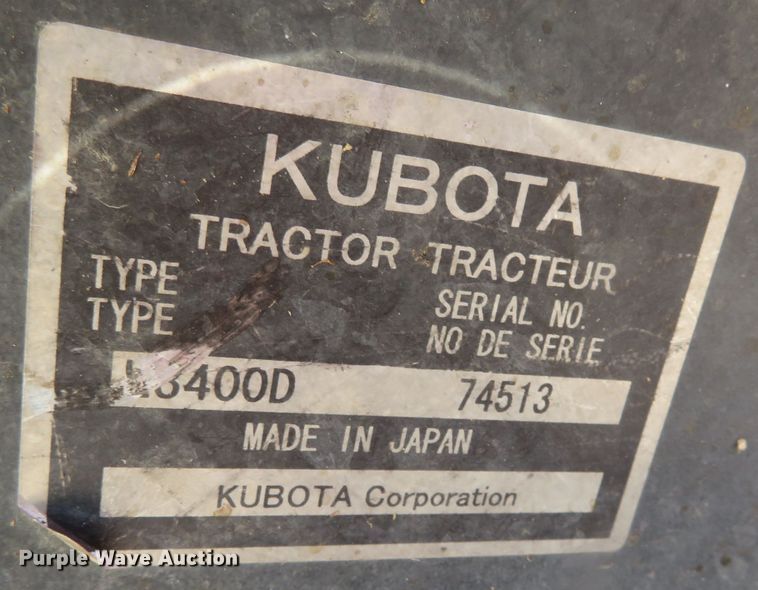 KUBOTA
TRACTOR TRACTEUR
TYPE SERIAL NO.
TYPE NO DE SERIE
L3400D 74513
MADE IN JAPAN
KUBOTA Corporation
Purple Wave Auction